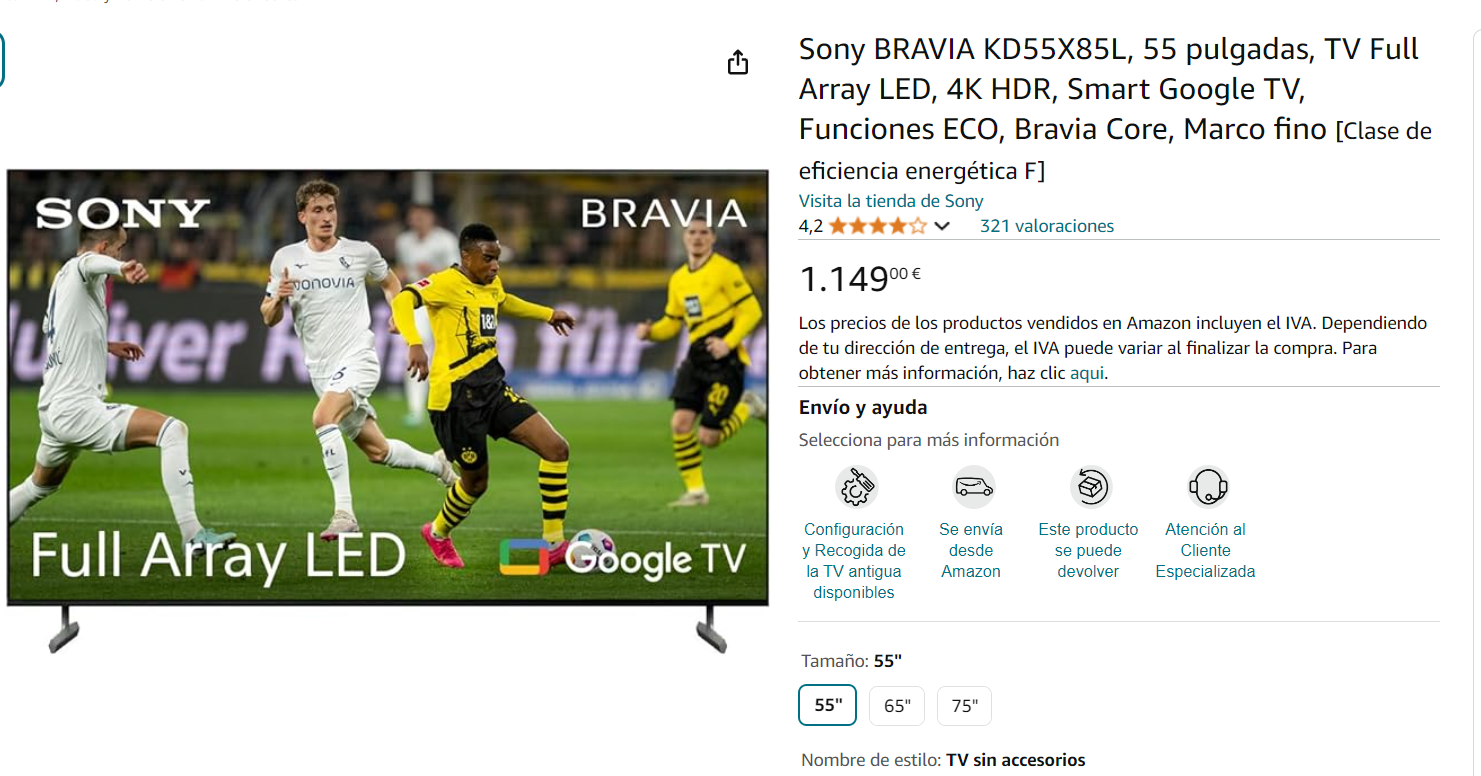 Sony BRAVIA KD55X85L, 55 pulgadas, TV Full
Array LED, 4K HDR, Smart Google TV,
Funciones ECO, Bravia Core, Marco fino [Clase de
eficiencia energética F]
Visita la tienda de Sony
4,2 321 valoraciones
1.149 00 €
Los precios de los productos vendidos en Amazon incluyen el IVA. Dependiendo
de tu dirección de entrega, el IVA puede variar al finalizar la compra. Para
obtener más información, haz clic aqui.
Envío y ayuda
Selecciona para más información
Configuración
y Recogida de
la TV antigua
disponibles
Se envía
desde
Amazon
Este producto
se puede
devolver
Atención al
Cliente
Especializada
Tamaño: 55"
55" 65" 75"
Nombre de estilo: TV sin accesorios
SONY
BRAVIA
VONOVIA
1&1
20
Full Array LED
Google TV